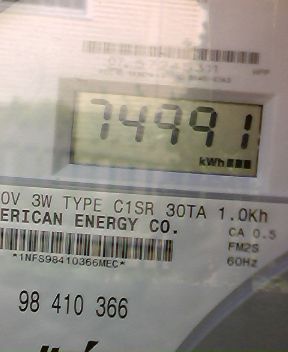 74991
kWh
0V 3W TYPE C1SR 30TA 1.0Kh
ERICAN ENERGY CO.
CA 0.5
FM2S
60Hz
*1NFS98410366MEC*
98 410 366